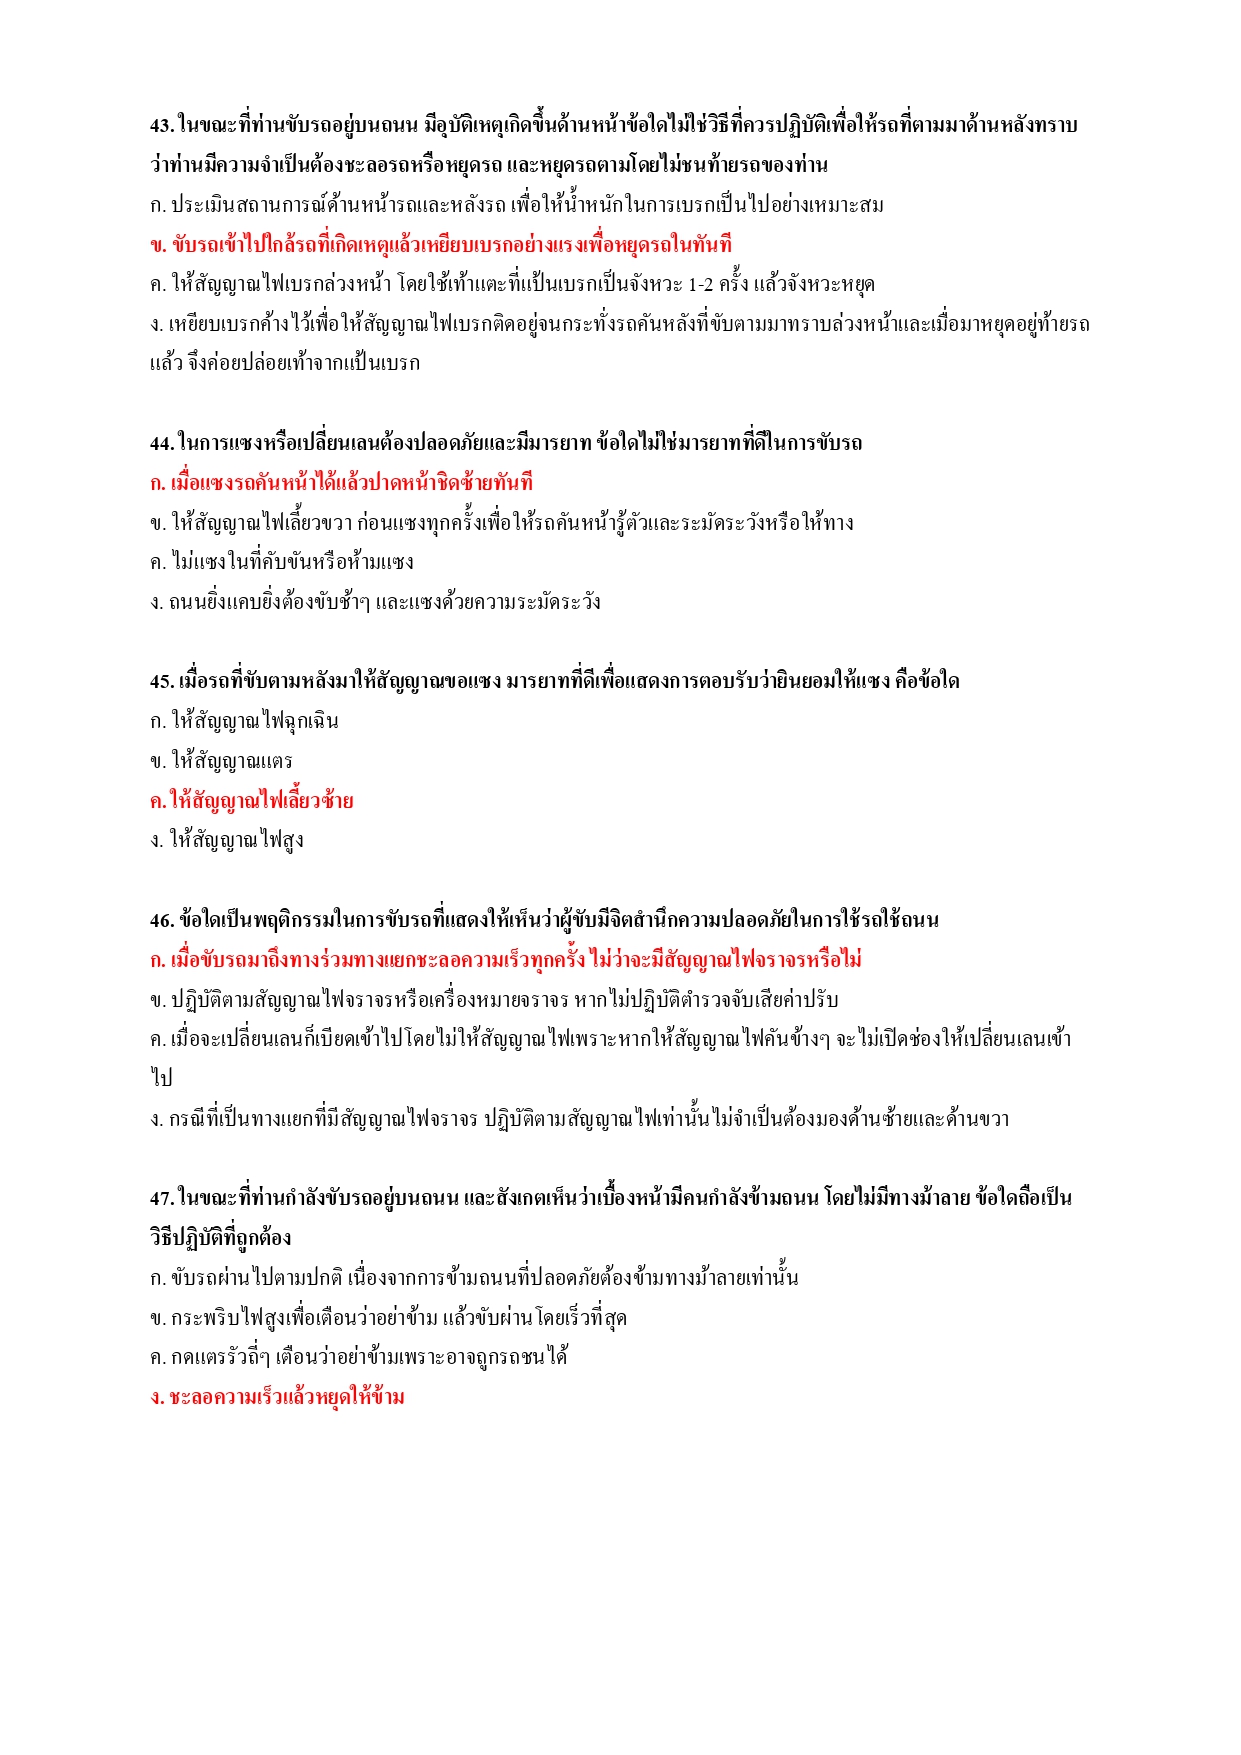 43. ในขณะที่ท่านขับรถอยู่บนถนน มีอุบัติเหตุเกิดขึ้นด้านหน้าข้อใดไม่ใช่วิธีที่ควรปฏิบัติเพื่อให้รถที่ตามมาด้านหลังทราบ
ว่าท่านมีความจำเป็นต้องชะลอรถหรือหยุดรถ และหยุดรถตามโดยไม่ชนท้ายรถของท่าน
ก. ประเมินสถานการณ์ด้านหน้ารถและหลังรถ เพื่อให้น้ำหนักในการเบรกเป็นไปอย่างเหมาะสม
ข. ขับรถเข้าไปใกล้รถที่เกิดเหตุแล้วเหยียบเบรกอย่างแรงเพื่อหยุดรถในทันที
ค. ให้สัญญาณไฟเบรกล่วงหน้า โดยใช้เท้าแตะที่แป้นเบรกเป็นจังหวะ 1-2 ครั้ง แล้วจังหวะหยุด
ง. เหยียบเบรกค้างไว้เพื่อให้สัญญาณไฟเบรกติดอยู่จนกระทั่งรถคันหลังที่ขับตามมาทราบล่วงหน้าและเมื่อมาหยุดอยู่ท้ายรถ
แล้ว จึงค่อยปล่อยเท้าจากแป้นเบรก
44. ในการแซงหรือเปลี่ยนเลนต้องปลอดภัยและมีมารยาท ข้อใดไม่ใช่มารยาทที่ดีในการขับรถ
ก. เมื่อแซงรถคันหน้าได้แล้วปาดหน้าชิดซ้ายทันที
ข. ให้สัญญาณไฟเลี้ยวขวา ก่อนแซงทุกครั้งเพื่อให้รถคันหน้ารู้ตัวและระมัดระวังหรือให้ทาง
ค. ไม่แซงในที่คับขันหรือห้ามแซง
ง. ถนนยิ่งแคบยิ่งต้องขับช้าๆ และแซงด้วยความระมัดระวัง
45. เมื่อรถที่ขับตามหลังมาให้สัญญาณขอแซง มารยาทที่ดีเพื่อแสดงการตอบรับว่ายินยอมให้แซง คือข้อใด
ก. ให้สัญญาณไฟฉุกเฉิน
ข. ให้สัญญาณแตร
ค. ให้สัญญาณไฟเลี้ยวซ้าย
ง. ให้สัญญาณไฟสูง
46. ข้อใดเป็นพฤติกรรมในการขับรถที่แสดงให้เห็นว่าผู้ขับมีจิตสำนึกความปลอดภัยในการใช้รถใช้ถนน
ก. เมื่อขับรถมาถึงทางร่วมทางแยกชะลอความเร็วทุกครั้ง ไม่ว่าจะมีสัญญาณไฟจราจรหรือไม่
ข. ปฏิบัติตามสัญญาณไฟจราจรหรือเครื่องหมายจราจร หากไม่ปฏิบัติตำรวจจับเสียค่าปรับ
ค. เมื่อจะเปลี่ยนเลนก็เบียดเข้าไปโดยไม่ให้สัญญาณไฟเพราะหากให้สัญญาณไฟคันข้างๆ จะไม่เปิดช่องให้เปลี่ยนเลนเข้า
ไป
ง. กรณีที่เป็นทางแยกที่มีสัญญาณไฟจราจร ปฏิบัติตามสัญญาณไฟเท่านั้นไม่จำเป็นต้องมองด้านซ้ายและด้านขวา
47. ในขณะที่ท่านกำลังขับรถอยู่บนถนน และสังเกตเห็นว่าเบื้องหน้ามีคนกำลังข้ามถนน โดยไม่มีทางม้าลาย ข้อใดถือเป็น
วิธีปฏิบัติที่ถูกต้อง
ก. ขับรถผ่านไปตามปกติ เนื่องจากการข้ามถนนที่ปลอดภัยต้องข้ามทางม้าลายเท่านั้น
ข. กระพริบไฟสูงเพื่อเตือนว่าอย่าข้าม แล้วขับผ่านโดยเร็วที่สุด
ค. กดแตรรัวถี่ๆ เตือนว่าอย่าข้ามเพราะอาจถูกรถชนได้
ง. ชะลอความเร็วแล้วหยุดให้ข้าม